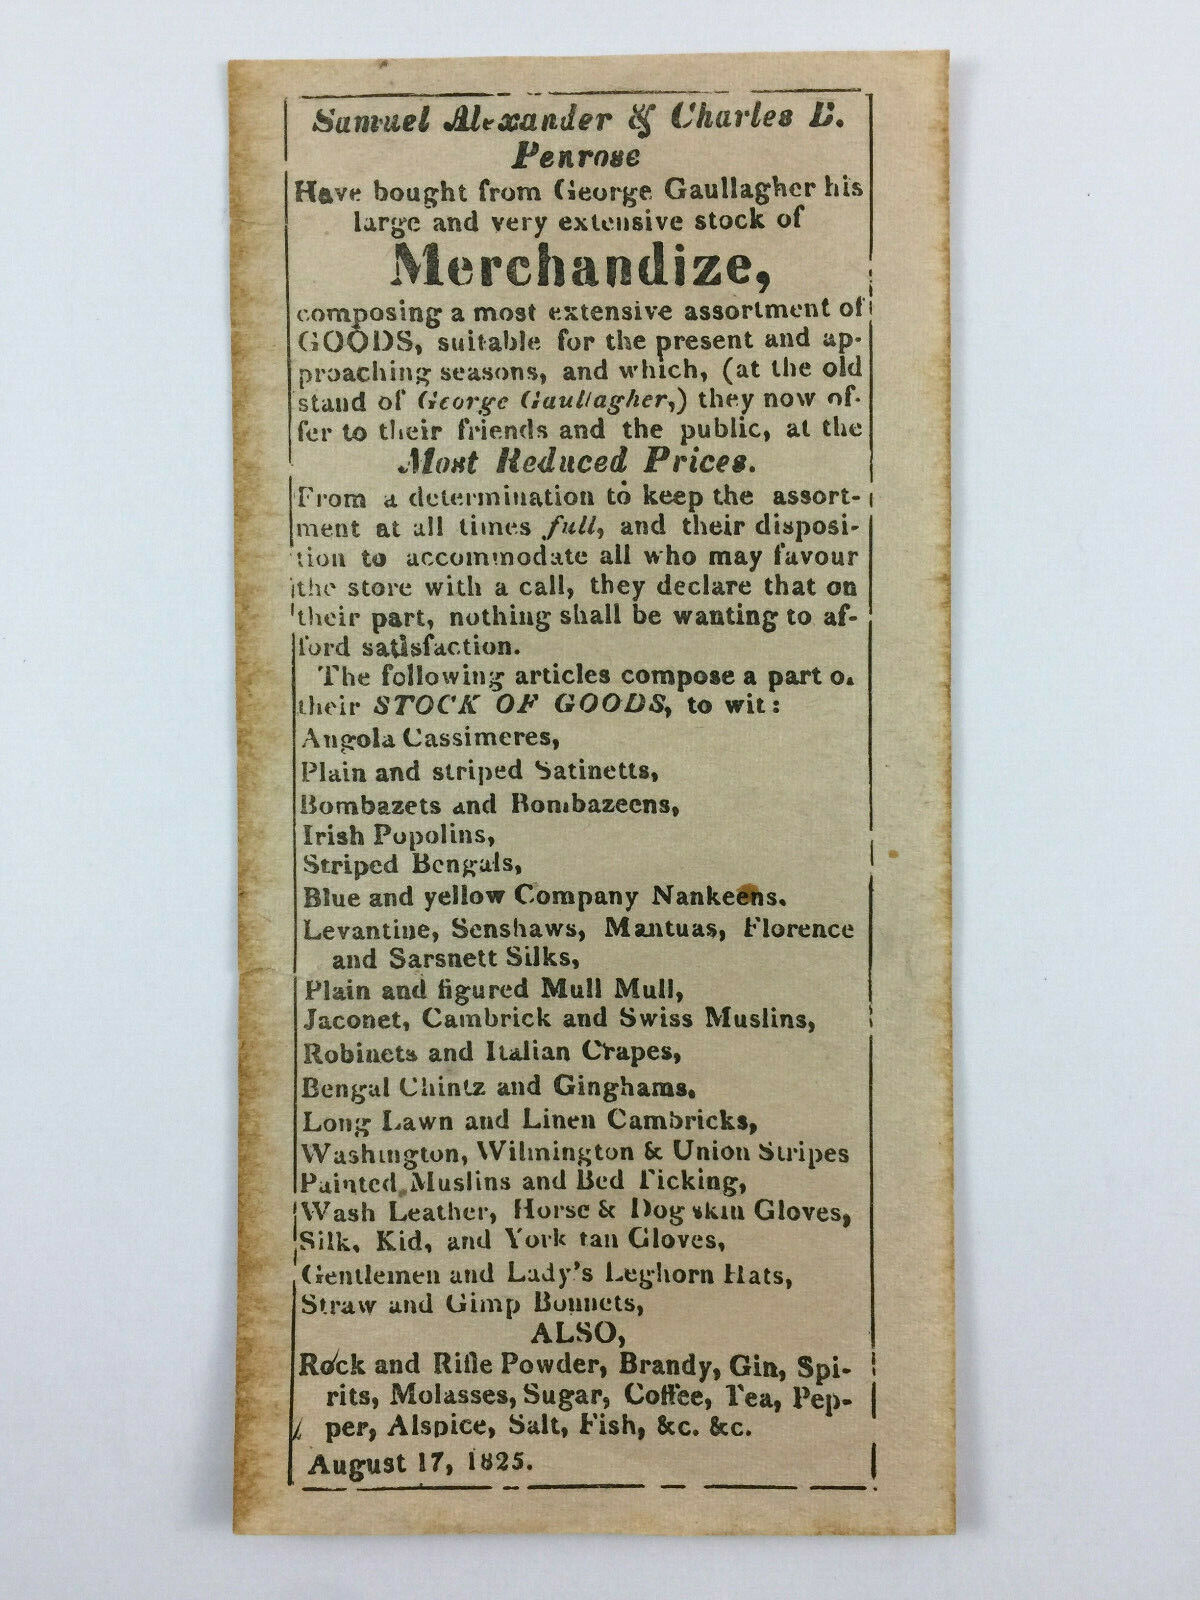 Samuel Alexander & Charles B.
Penrose
Have bought from George Gaullagher his
large and very extensive stock of
Merchandize,
composing a most extensive assortment of
GOODS, suitable for the present and ap-
proaching seasons, and which, (at the old
stand of George Gaullagher,) they now of-
fer to their friends and the public, at the
Most Reduced Prices.
From a determination to keep the assort-
ment at all times full, and their disposi-
tion to accommodate all who may favour
the store with a call, they declare that on
their part, nothing shall be wanting to af-
ford satisfaction.
The following articles compose a part o.
their STOCK OF GOODS, to wit:
Angola Cassimeres,
Plain and striped Satinetts,
Bombazets and Bombazeens,
Irish Popolins,
Striped Bengals,
Blue and yellow Company Nankeens.
Levantine, Senshaws, Mantuas, Florence
and Sarsnett Silks,
Plain and figured Mull Mull,
Jaconet, Cambrick and Swiss Muslins,
Robinets and Italian Crapes,
Bengal Chintz and Ginghams.
Long Lawn and Linen Cambricks,
Washington, Wilmington & Union Stripes
Painted Muslins and Bed Ticking,
Wash Leather, Horse & Dog skin Gloves,
Silk, Kid, and York tan Gloves,
Gentlemen and Lady's Leghorn Hats,
Straw and Gimp Bonnets,
ALSO,
Rock and Rifle Powder, Brandy, Gin, Spi-
rits, Molasses, Sugar, Coffee, Tea, Pep-
per, Alspice, Salt, Fish, &c. &c.
August 17, 1825.